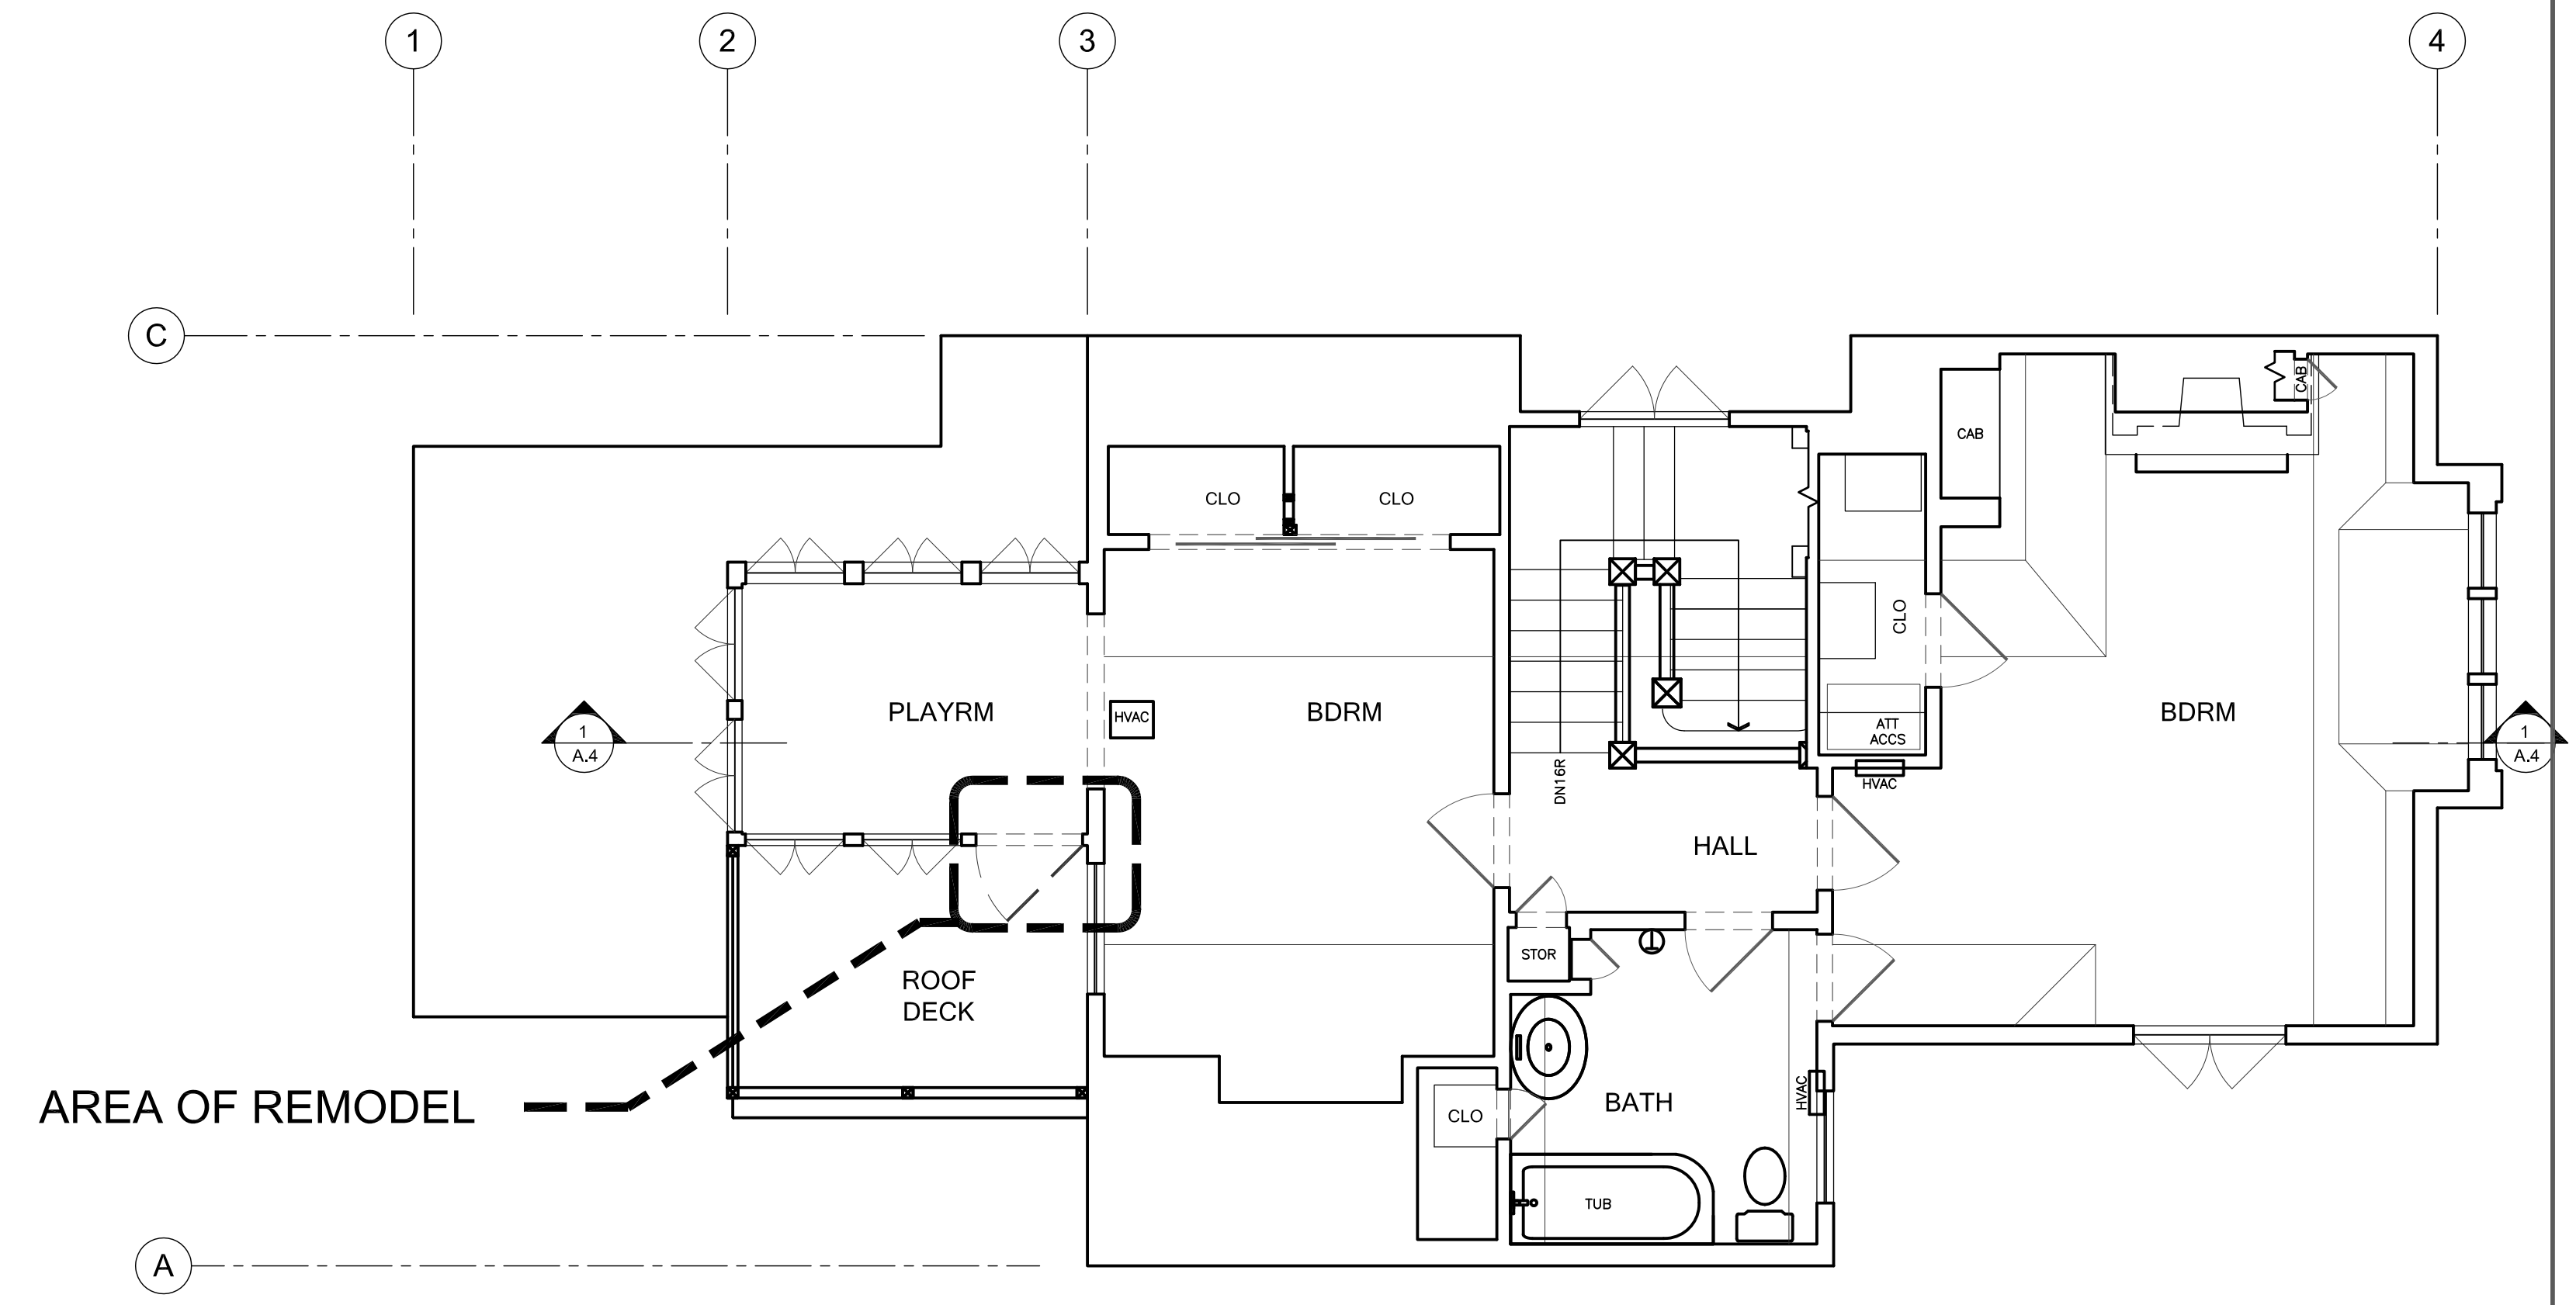 1
2
3
4
C
CAB
CAB
CLO
CLO
CLO
PLAYRM
HVAC
BDRM
BDRM
ATT
ACCS
1
A.4
1
A.4
DN16R
HVAC
HALL
STOR
ROOF
DECK
AREA OF REMODEL
CLO
BATH
HVAC
TUB
A